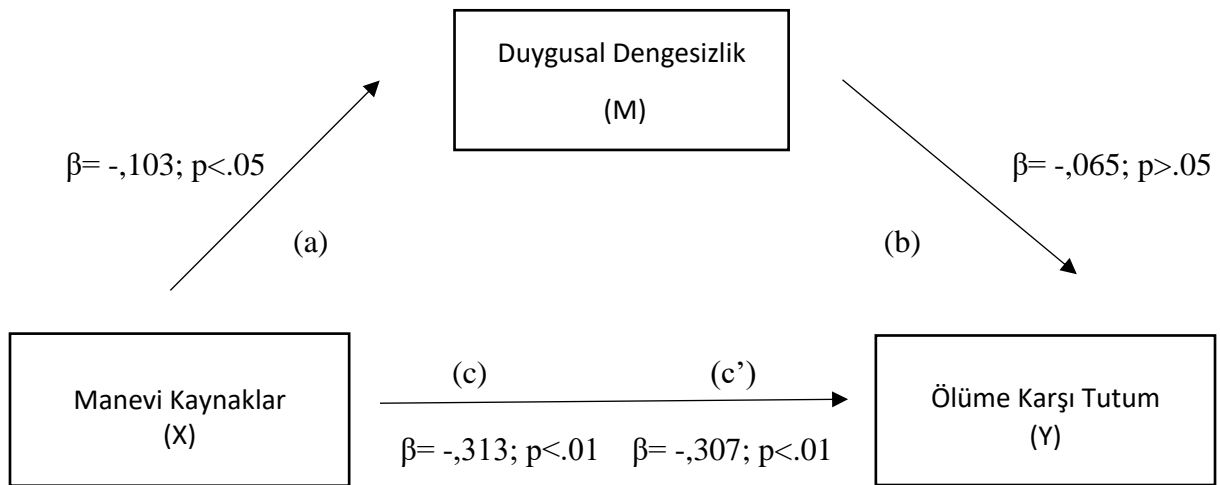 Duygusal Dengesizlik
(M)
β= -,103; p<.05
β= -,065; p>.05
(a)
(b)
Manevi Kaynaklar
(X)
(c)
(c’)
β= -,313; p<.01
β= -,307; p<.01
Ölüme Karşı Tutum
(Y)